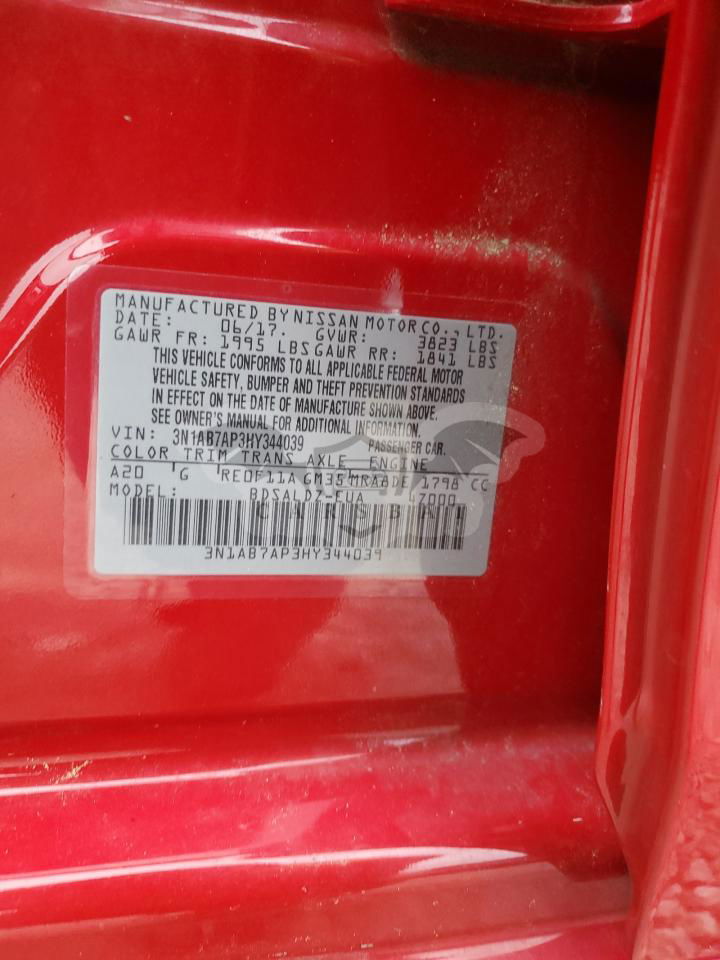 MANUFACTURED BY NISSAN MOTOR CO., LTD.
DATE: 06/17. GVWR: 3823 LBS
GAWR FR: 1995 LBS GAWR RR: 1841 LBS
THIS VEHICLE CONFORMS TO ALL APPLICABLE FEDERAL MOTOR
VEHICLE SAFETY, BUMPER AND THEFT PREVENTION STANDARDS
IN EFFECT ON THE DATE OF MANUFACTURE SHOWN ABOVE.
SEE OWNER'S MANUAL FOR ADDITIONAL INFORMATION.
VIN: 3N1AB7AP3HY344039 PASSENGER CAR.
COLOR TRIM TRANS AXLE ENGINE
A20 G RE0F11A GM35 MRA8DE 1798 CC
MODEL: BDSALDZ-EUA 47000
3N1AB7AP3HY344039